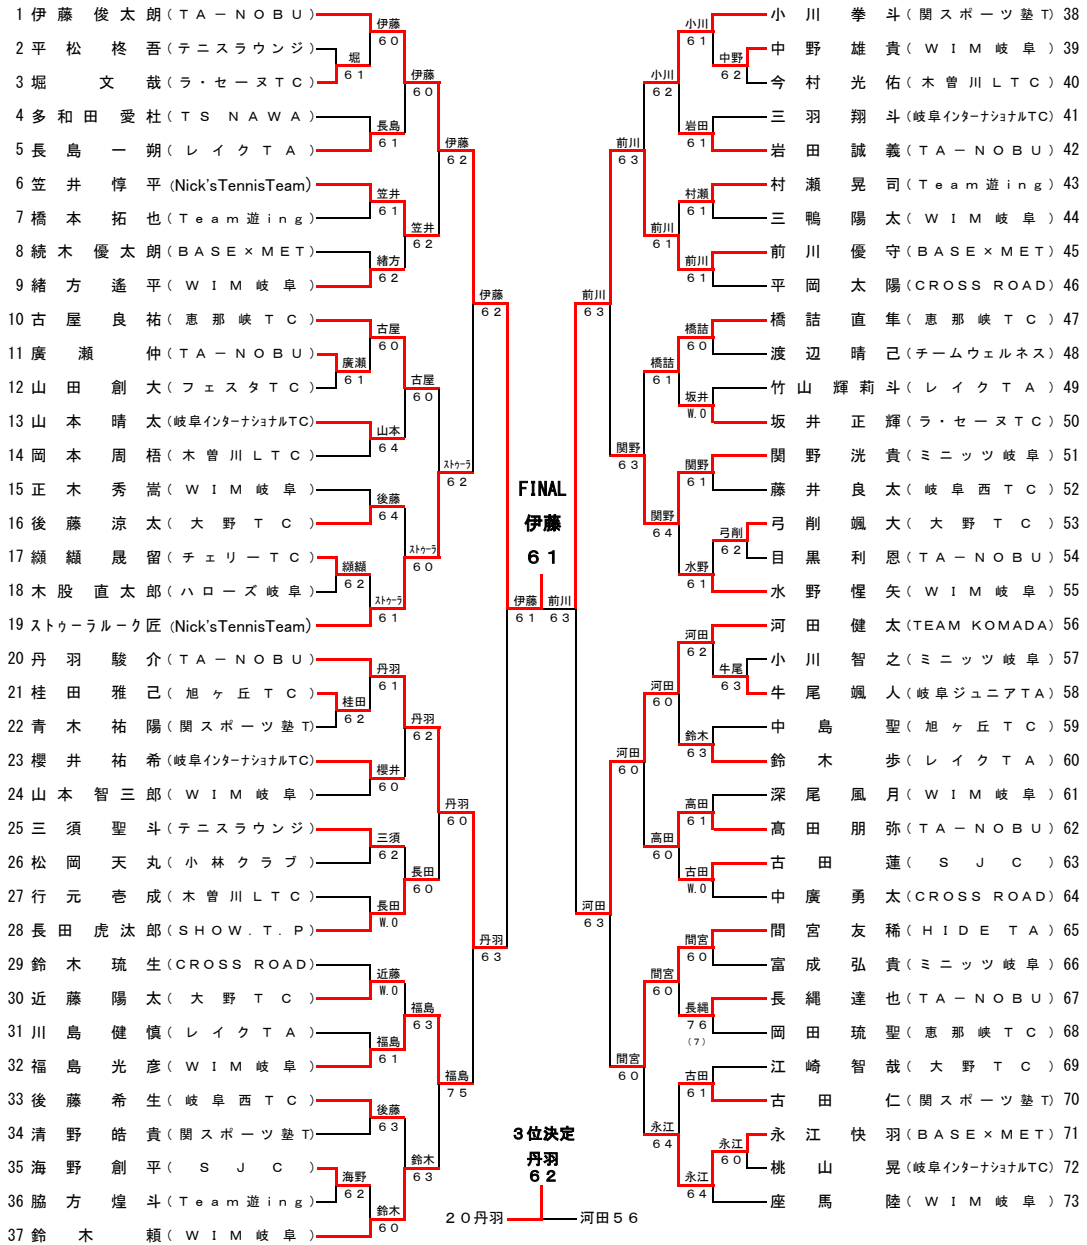 1 伊藤 俊太朗 (TA－NOBU)
2 平松 柊吾 (テニスラウンジ)
3 堀 文哉 (ラ・セーヌTC)
4 多和田 愛杜 (TS NAWA)
5 長島 一朔 (レイクTA)
6 笠井 惇平 (Nick'sTennisTeam)
7 橋本 拓也 (Team遊ing)
8 続木 優太朗 (BASE×MET)
9 緒方 遙平 (WIM岐阜)
10 古屋 良祐 (恵那峡TC)
11 廣瀬 仲 (TA－NOBU)
12 山田 創大 (フェスタTC)
13 山本 晴太 (岐阜インターナショナルTC)
14 岡本 周梧 (木曽川LTC)
15 正木 秀嵩 (WIM岐阜)
16 後藤 涼太 (大野TC)
17 纐纈 晟留 (チェリーTC)
18 木股 直太郎 (ハローズ岐阜)
19 ストゥーラルーク匠 (Nick'sTennisTeam)
20 丹羽 駿介 (TA－NOBU)
21 桂田 雅己 (旭ヶ丘TC)
22 青木 祐陽 (関スポーツ塾T)
23 櫻井 祐希 (岐阜インターナショナルTC)
24 山本 智三郎 (WIM岐阜)
25 三須 聖斗 (テニスラウンジ)
26 松岡 天丸 (小林クラブ)
27 行元 壱成 (木曽川LTC)
28 長田 虎汰郎 (SHOW.T.P)
29 鈴木 琉生 (CROSS ROAD)
30 近藤 陽太 (大野TC)
31 川島 健慎 (レイクTA)
32 福島 光彦 (WIM岐阜)
33 後藤 希生 (岐阜西TC)
34 清野 皓貴 (関スポーツ塾T)
35 海野 創平 (SJC)
36 脇方 煌斗 (Team遊ing)
37 鈴木 頼 (WIM岐阜)
堀
61
桂田
62
廣瀬
61
纐纈
62
海野
62
伊藤
60
長島
61
笠井
61
緒方
62
古屋
60
山本
64
後藤
64
ストゥーラ
61
丹羽
61
櫻井
60
三須
62
長田
W.O
近藤
W.O
福島
61
後藤
63
鈴木
60
伊藤
60
笠井
62
古屋
60
ストゥーラ
60
丹羽
62
長田
60
福島
63
鈴木
63
伊藤
62
ストゥーラ
62
丹羽
60
福島
75
伊藤
62
丹羽
63
伊藤
61
FINAL
伊藤
61
前川
63
3位決定
丹羽
62
20丹羽
河田56
前川
63
河田
63
前川
63
関野
63
河田
60
間宮
60
小川
62
前川
61
橋詰
61
関野
64
河田
60
高田
60
間宮
60
永江
64
小川
61
岩田
61
村瀬
61
前川
61
橋詰
60
坂井
W.O
関野
61
水野
61
河田
62
鈴木
63
高田
61
古田
W.O
間宮
60
長縄
76
(7)
古田
61
永江
64
中野
62
弓削
62
牛尾
63
永江
60
小川 拳斗 (関スポーツ塾T) 38
中野 雄貴 (WIM岐阜) 39
今村 光佑 (木曽川LTC) 40
三羽 翔斗 (岐阜インターナショナルTC) 41
岩田 誠義 (TA－NOBU) 42
村瀬 晃司 (Team遊ing) 43
三鴨 陽太 (WIM岐阜) 44
前川 優守 (BASE×MET) 45
平岡 太陽 (CROSS ROAD) 46
橋詰 直隼 (恵那峡TC) 47
渡辺 晴己 (チームウェルネス) 48
竹山 輝莉斗 (レイクTA) 49
坂井 正輝 (ラ・セーヌTC) 50
関野 洸貴 (ミニッツ岐阜) 51
藤井 良太 (岐阜西TC) 52
弓削 颯大 (大野TC) 53
目黒 利恩 (TA－NOBU) 54
水野 惺矢 (WIM岐阜) 55
河田 健太 (TEAM KOMADA) 56
小川 智之 (ミニッツ岐阜) 57
牛尾 颯人 (岐阜ジュニアTA) 58
中島 聖 (旭ヶ丘TC) 59
鈴木 歩 (レイクTA) 60
深尾 風月 (WIM岐阜) 61
髙田 朋弥 (TA－NOBU) 62
古田 蓮 (SJC) 63
中廣 勇太 (CROSS ROAD) 64
間宮 友稀 (HIDE TA) 65
富成 弘貴 (ミニッツ岐阜) 66
長縄 達也 (TA－NOBU) 67
岡田 琉聖 (恵那峡TC) 68
江崎 智哉 (大野TC) 69
古田 仁 (関スポーツ塾T) 70
永江 快羽 (BASE×MET) 71
桃山 晃 (岐阜インターナショナルTC) 72
座馬 陸 (WIM岐阜) 73